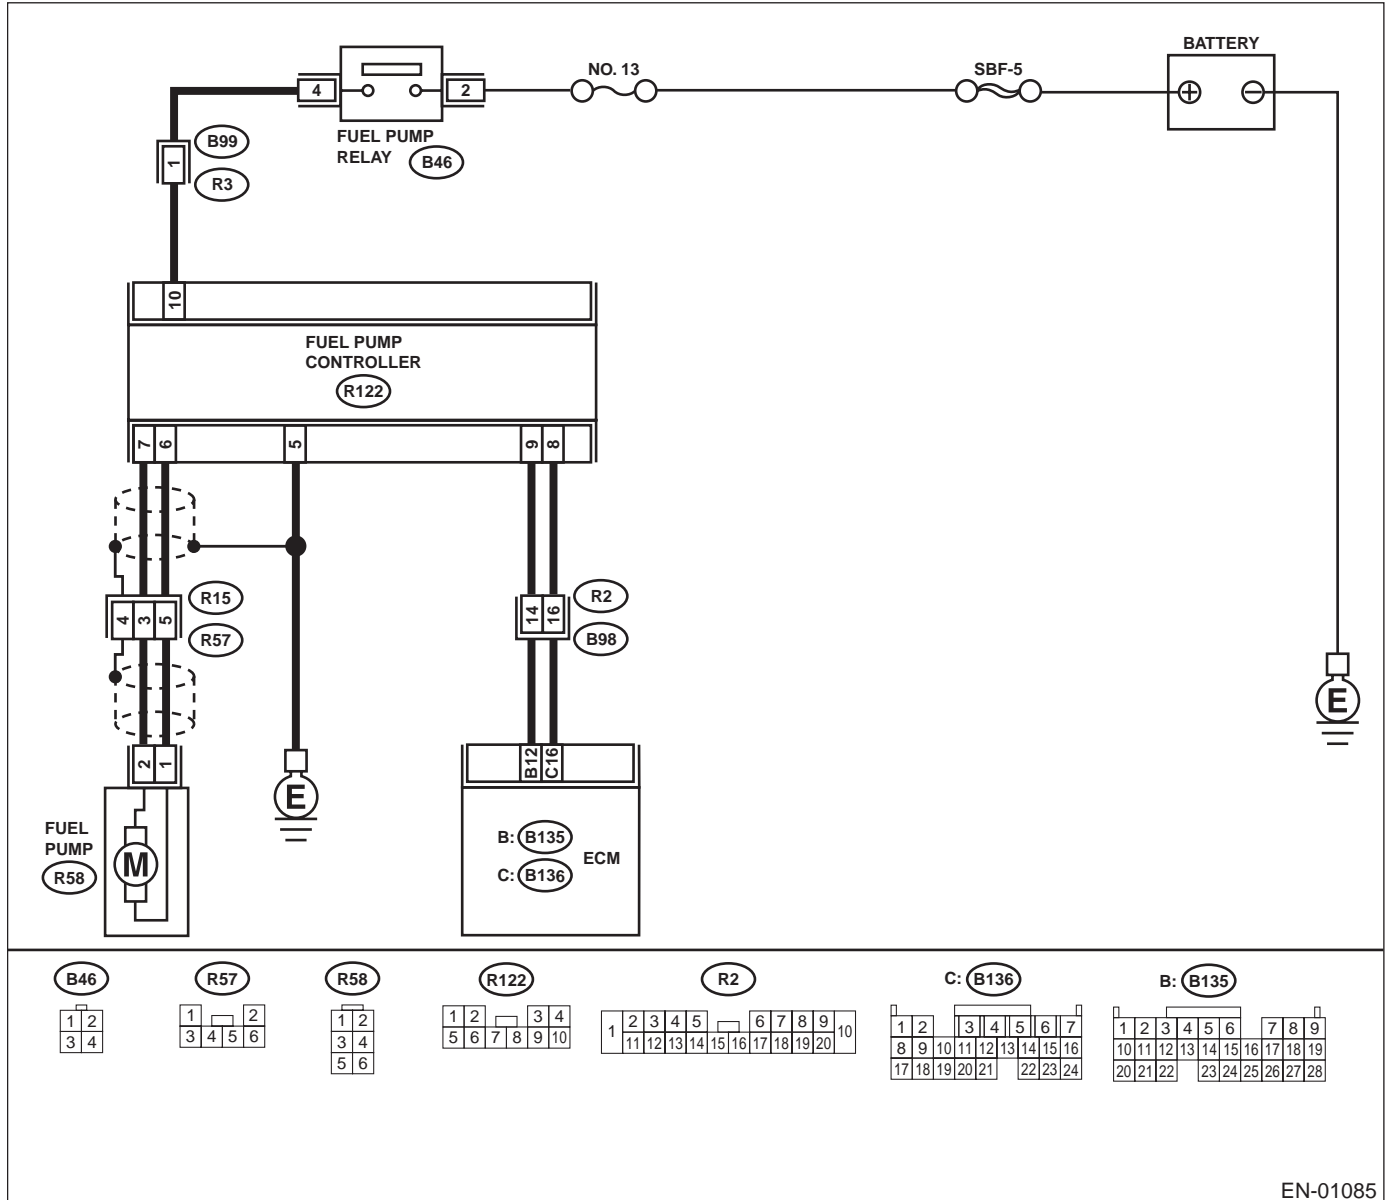 BATTERY
NO. 13
SBF-5
4
2
FUEL PUMP
RELAY
B46
1
B99
R3
10
FUEL PUMP
CONTROLLER
R122
7 6 5 9 8
R15
R57
4 3 5
R2
B98
14 16
E
2 1
E
B12 C16
FUEL
PUMP
R58
M
B: B135
C: B136
ECM
B46
1 2
3 4
R57
1 2
3 4 5 6
R58
1 2
3 4
5 6
R122
1 2 3 4
5 6 7 8 9 10
R2
1 2 3 4 5 6 7 8 9 10
11 12 13 14 15 16 17 18 19 20
C: B136
1 2 3 4 5 6 7
8 9 10 11 12 13 14 15 16
17 18 19 20 21 22 23 24
B: B135
1 2 3 4 5 6 7 8 9
10 11 12 13 14 15 16 17 18 19
20 21 22 23 24 25 26 27 28
EN-01085